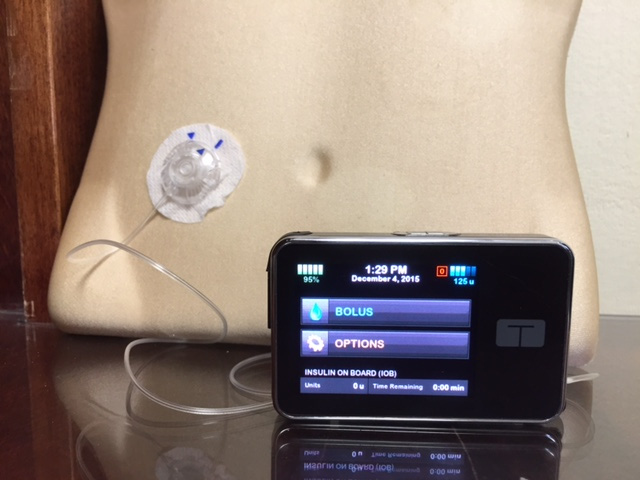 1:29 PM
95% December 4, 2015 0 125 u
BOLUS
OPTIONS
INSULIN ON BOARD (IOB)
Units 0 u Time Remaining 0:00 min